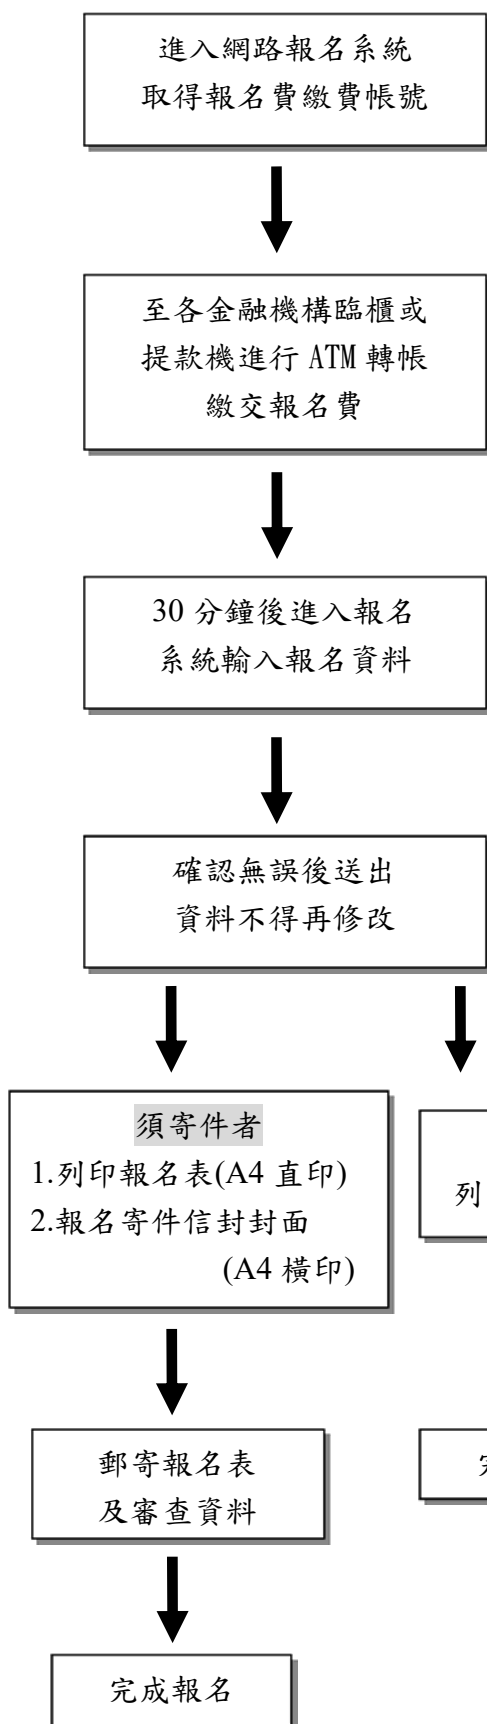 進入網路報名系統
取得報名費繳費帳號
至各金融機構臨櫃或
提款機進行 ATM 轉帳
繳交報名費
30 分鐘後進入報名
系統輸入報名資料
確認無誤後送出
資料不得再修改
須寄件者
1.列印報名表(A4 直印)
2.報名寄件信封封面
(A4 橫印)
列
郵寄報名表
及審查資料
完成報名